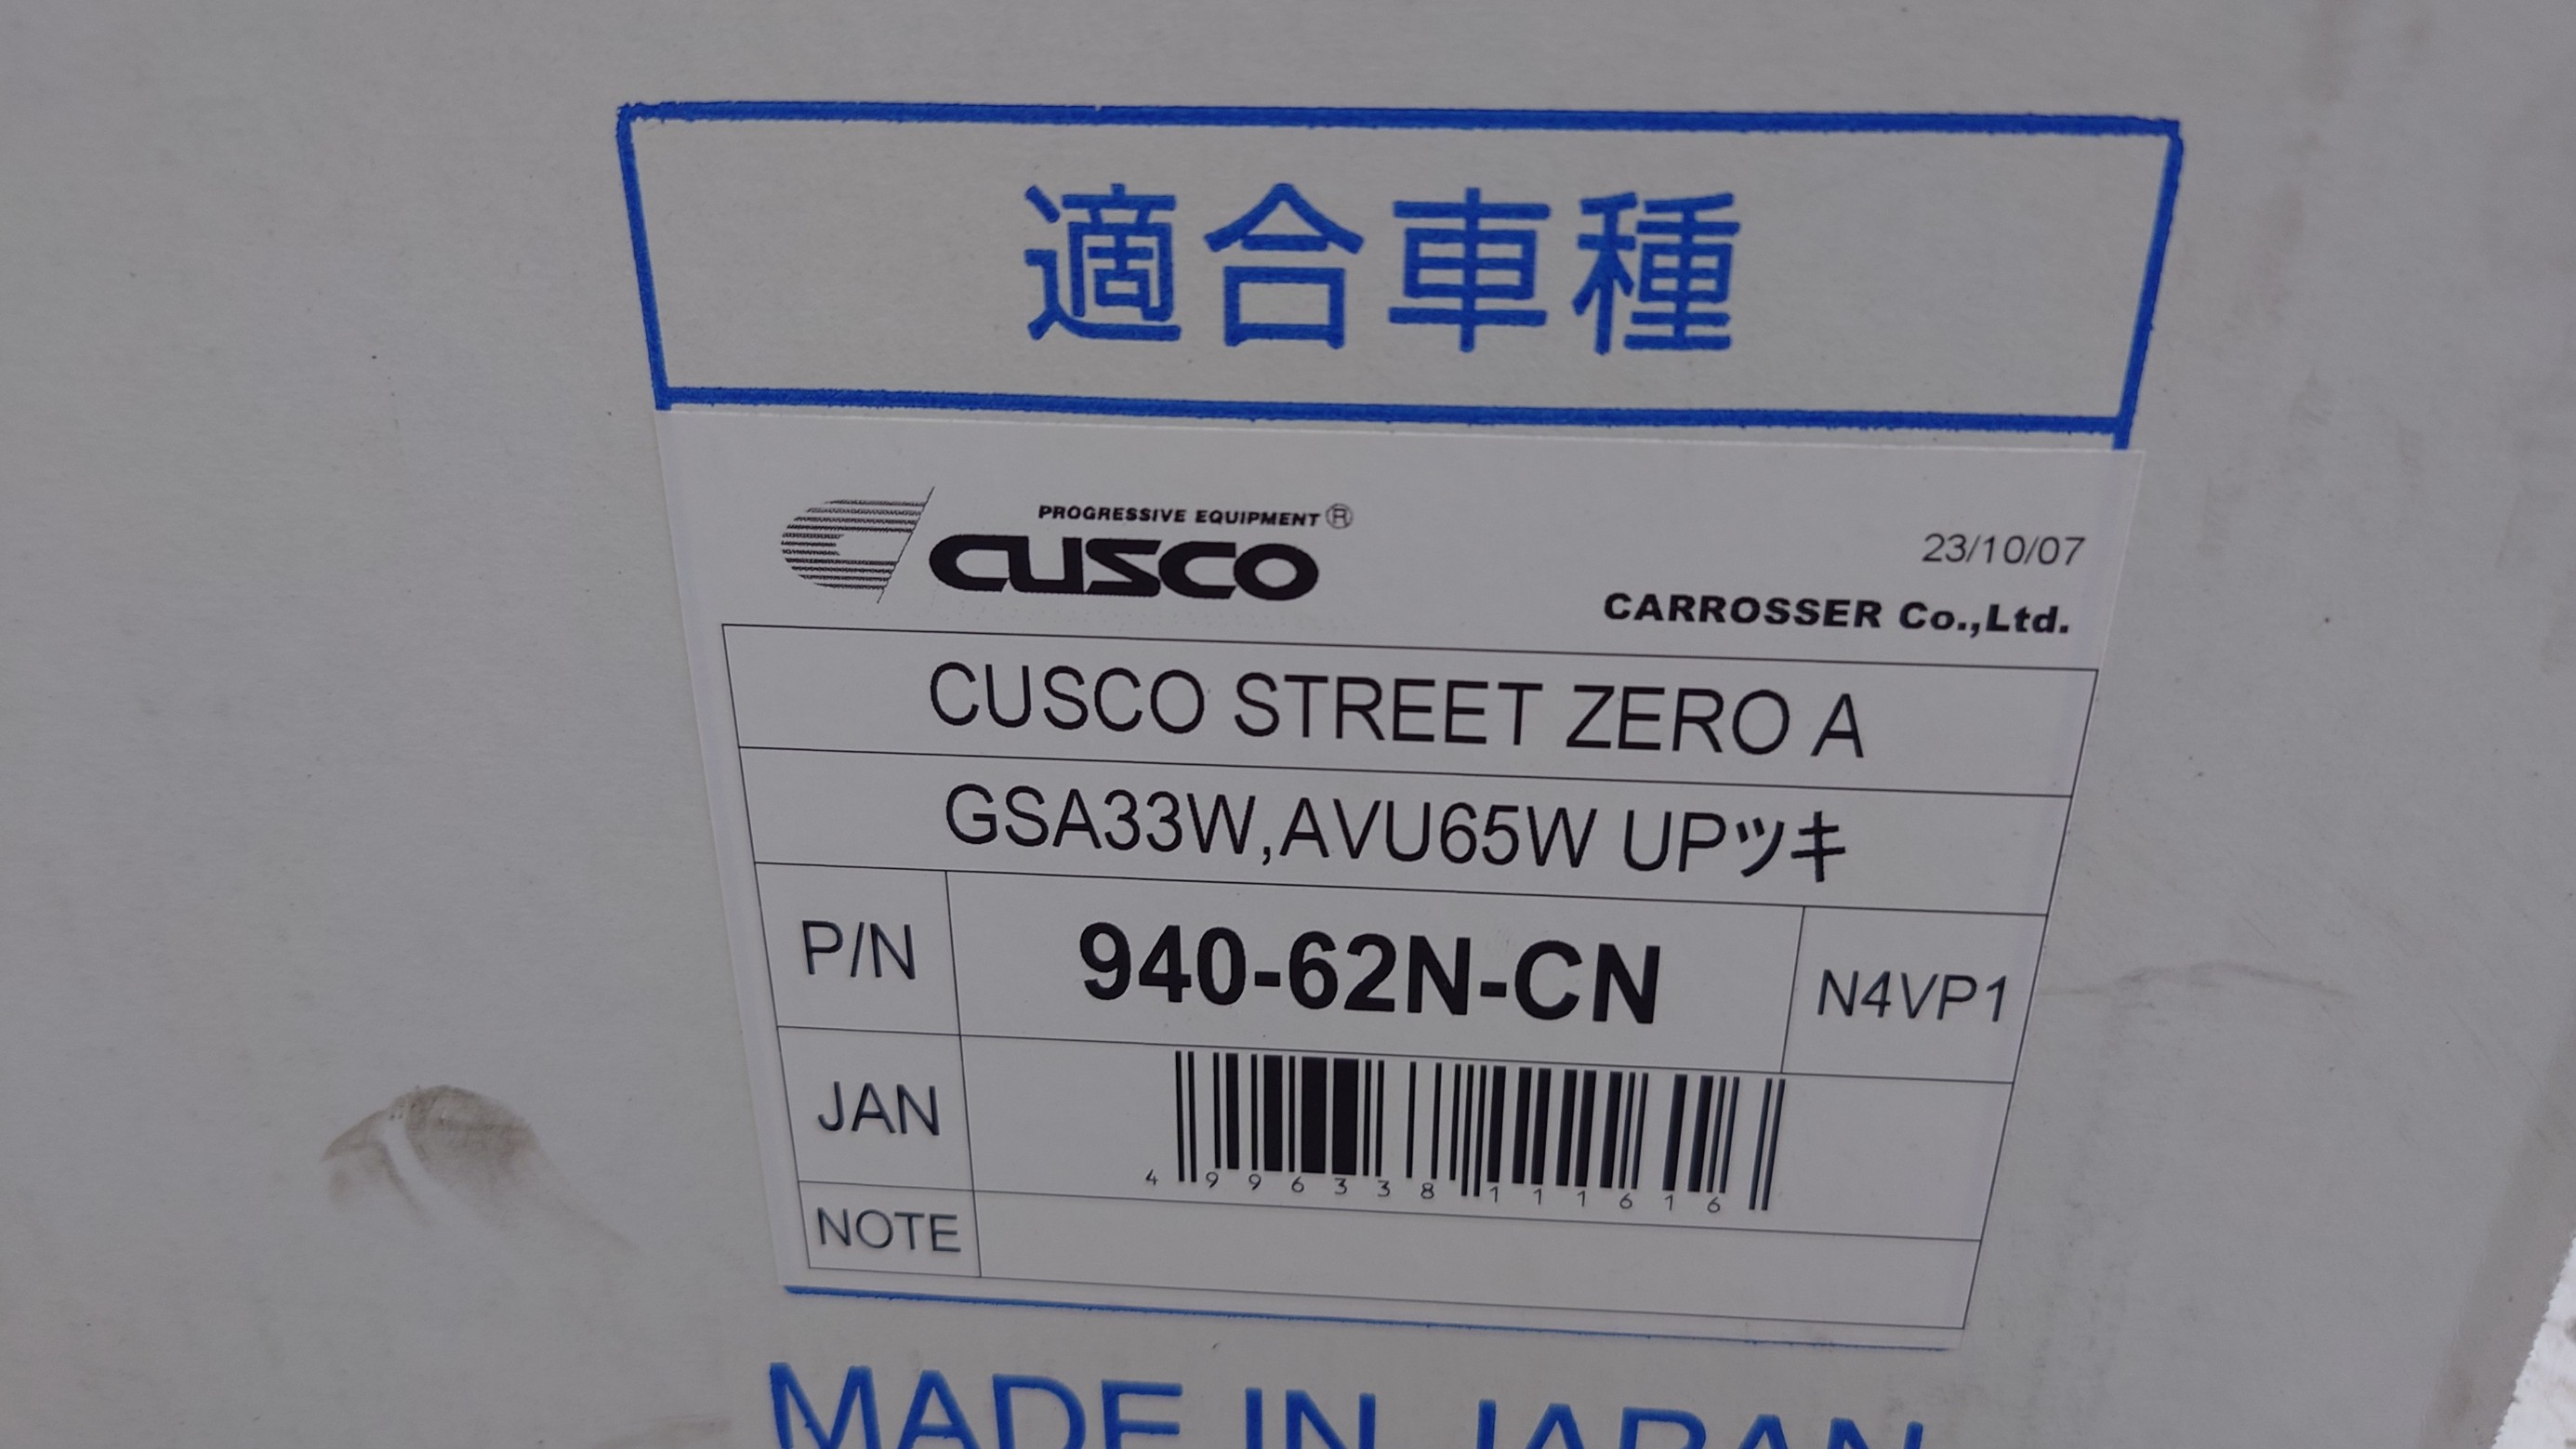 適合車種
PROGRESSIVE EQUIPMENT®
CUSCO
23/10/07
CARROSSER Co.,Ltd.
CUSCO STREET ZERO A
GSA33W,AVU65W UPツキ
P/N 940-62N-CN N4VP1
JAN
4996338111616
NOTE
MADE IN JAPAN